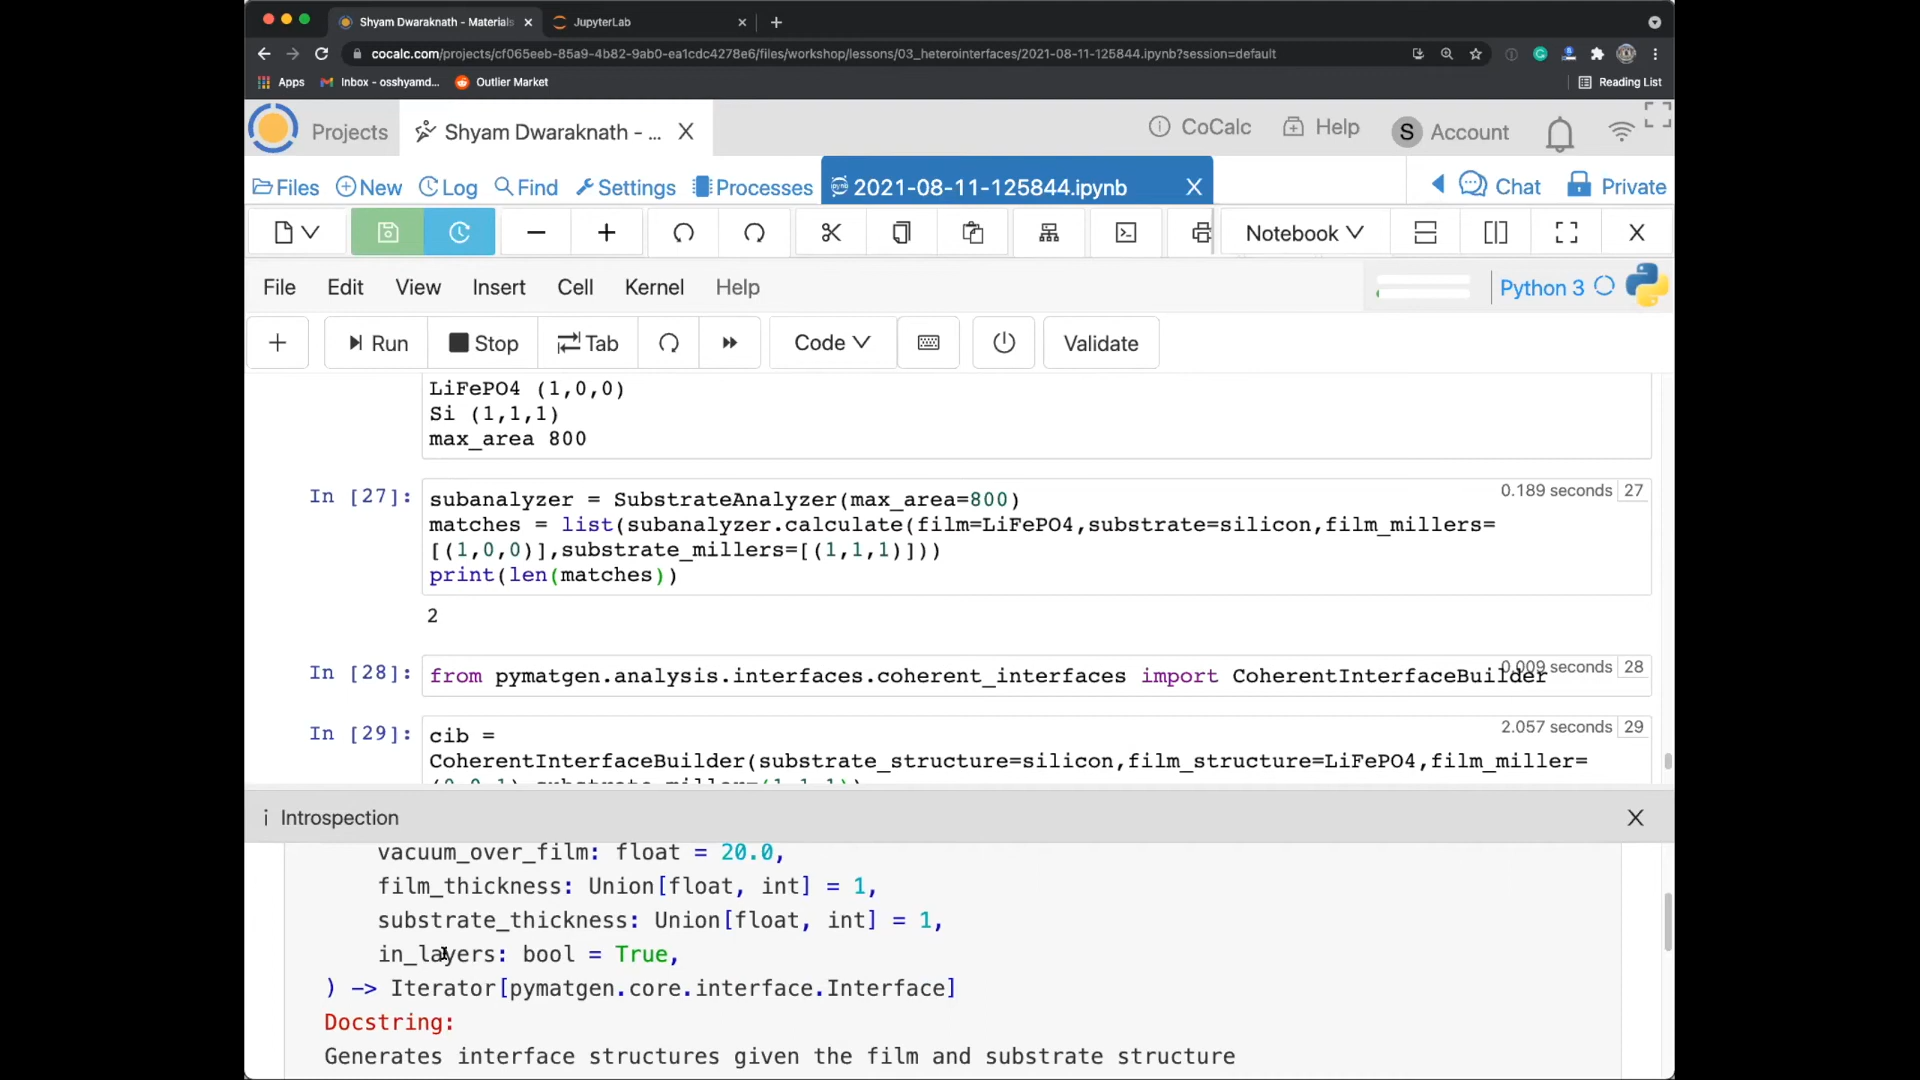 Shyam Dwaraknath - Materials
JupyterLab
cocalc.com/projects/cf065eeb-85a9-4b82-9ab0-ea1cdc4278e6/files/workshop/lessons/03_heterointerfaces/2021-08-11-125844.ipynb?session=default
Apps
Inbox - osshyamd...
Outlier Market
Reading List
Projects
Shyam Dwaraknath - ...
CoCalc
Help
S Account
Files
New
Log
Find
Settings
Processes
2021-08-11-125844.ipynb
Chat
Private
Notebook
File Edit View Insert Cell Kernel Help
Python 3
Run
Stop
Tab
Code
Validate
LiFePO4 (1,0,0)
Si (1,1,1)
max_area 800
In [27]:
0.189 seconds 27
subanalyzer = SubstrateAnalyzer(max_area=800)
matches = list(subanalyzer.calculate(film=LiFePO4,substrate=silicon,film_millers=
[(1,0,0)],substrate_millers=[(1,1,1)]))
print(len(matches))
2
In [28]:
0.009 seconds 28
from pymatgen.analysis.interfaces.coherent_interfaces import CoherentInterfaceBuilder
In [29]:
2.057 seconds 29
cib =
CoherentInterfaceBuilder(substrate_structure=silicon,film_structure=LiFePO4,film_miller=
i Introspection
vacuum_over_film: float = 20.0,
film_thickness: Union[float, int] = 1,
substrate_thickness: Union[float, int] = 1,
in_layers: bool = True,
) -> Iterator[pymatgen.core.interface.Interface]
Docstring:
Generates interface structures given the film and substrate structure